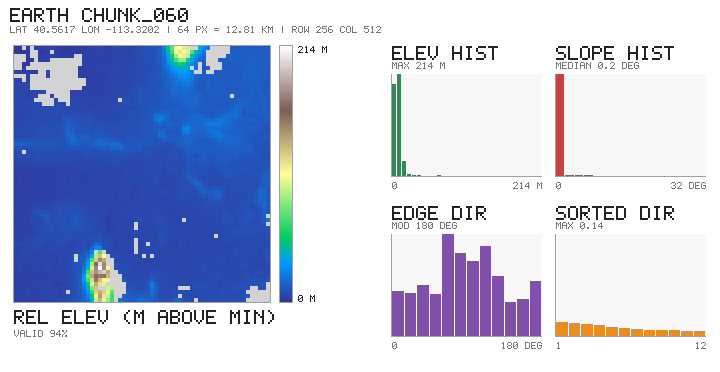 EARTH CHUNK_060
LAT 40.5617 LON -113.3202 | 64 PX = 12.81 KM | ROW 256 COL 512
214 M
0 M
REL ELEV (M ABOVE MIN)
VALID 94%
ELEV HIST
MAX 214 M
0 214 M
SLOPE HIST
MEDIAN 0.2 DEG
0 32 DEG
EDGE DIR
MOD 180 DEG
0 180 DEG
SORTED DIR
MAX 0.14
1 12